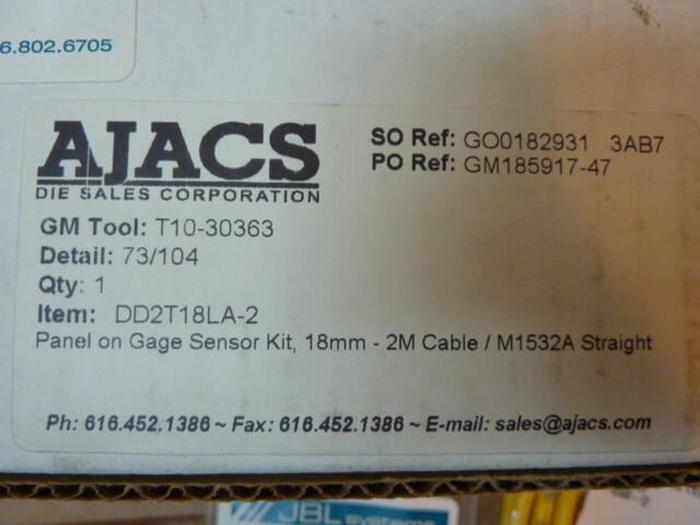 6.802.6705
AJACS
DIE SALES CORPORATION
SO Ref: GO0182931 3AB7
PO Ref: GM185917-47
GM Tool: T10-30363
Detail: 73/104
Qty: 1
Item: DD2T18LA-2
Panel on Gage Sensor Kit, 18mm - 2M Cable / M1532A Straight
Ph: 616.452.1386 ~ Fax: 616.452.1386 ~ E-mail: sales@ajacs.com
JBL systems